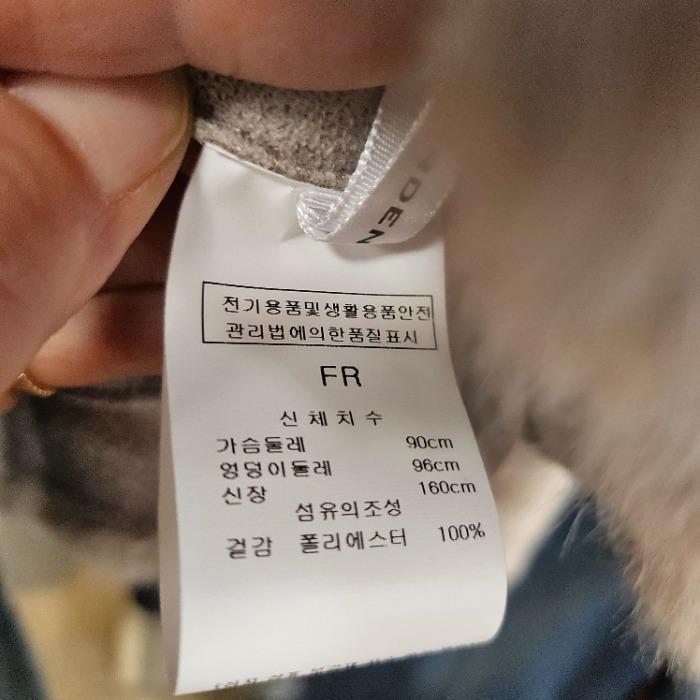 DEN
전기용품및생활용품안전
관리법에의한품질표시
FR
신체치수
가슴둘레 90cm
엉덩이둘레 96cm
신장 160cm
섬유의조성
겉감 폴리에스터 100%